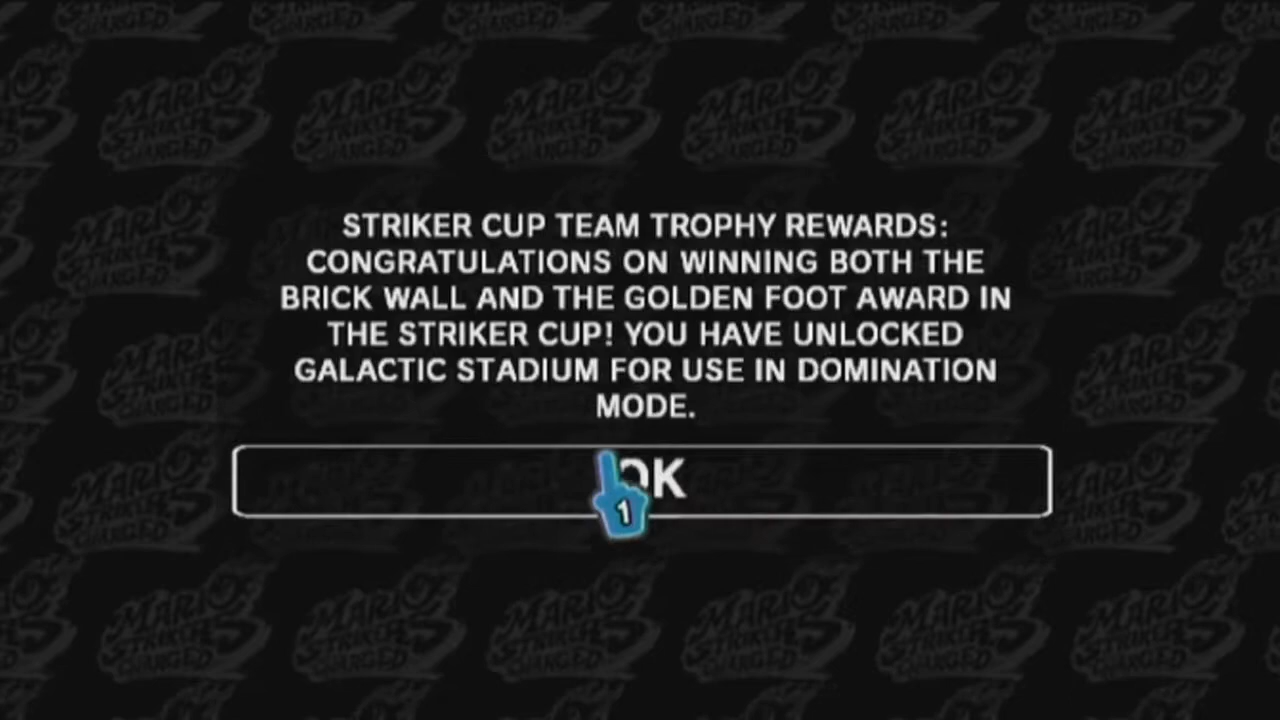 STRIKER CUP TEAM TROPHY REWARDS:
CONGRATULATIONS ON WINNING BOTH THE
BRICK WALL AND THE GOLDEN FOOT AWARD IN
THE STRIKER CUP! YOU HAVE UNLOCKED
GALACTIC STADIUM FOR USE IN DOMINATION
MODE.
OK
1